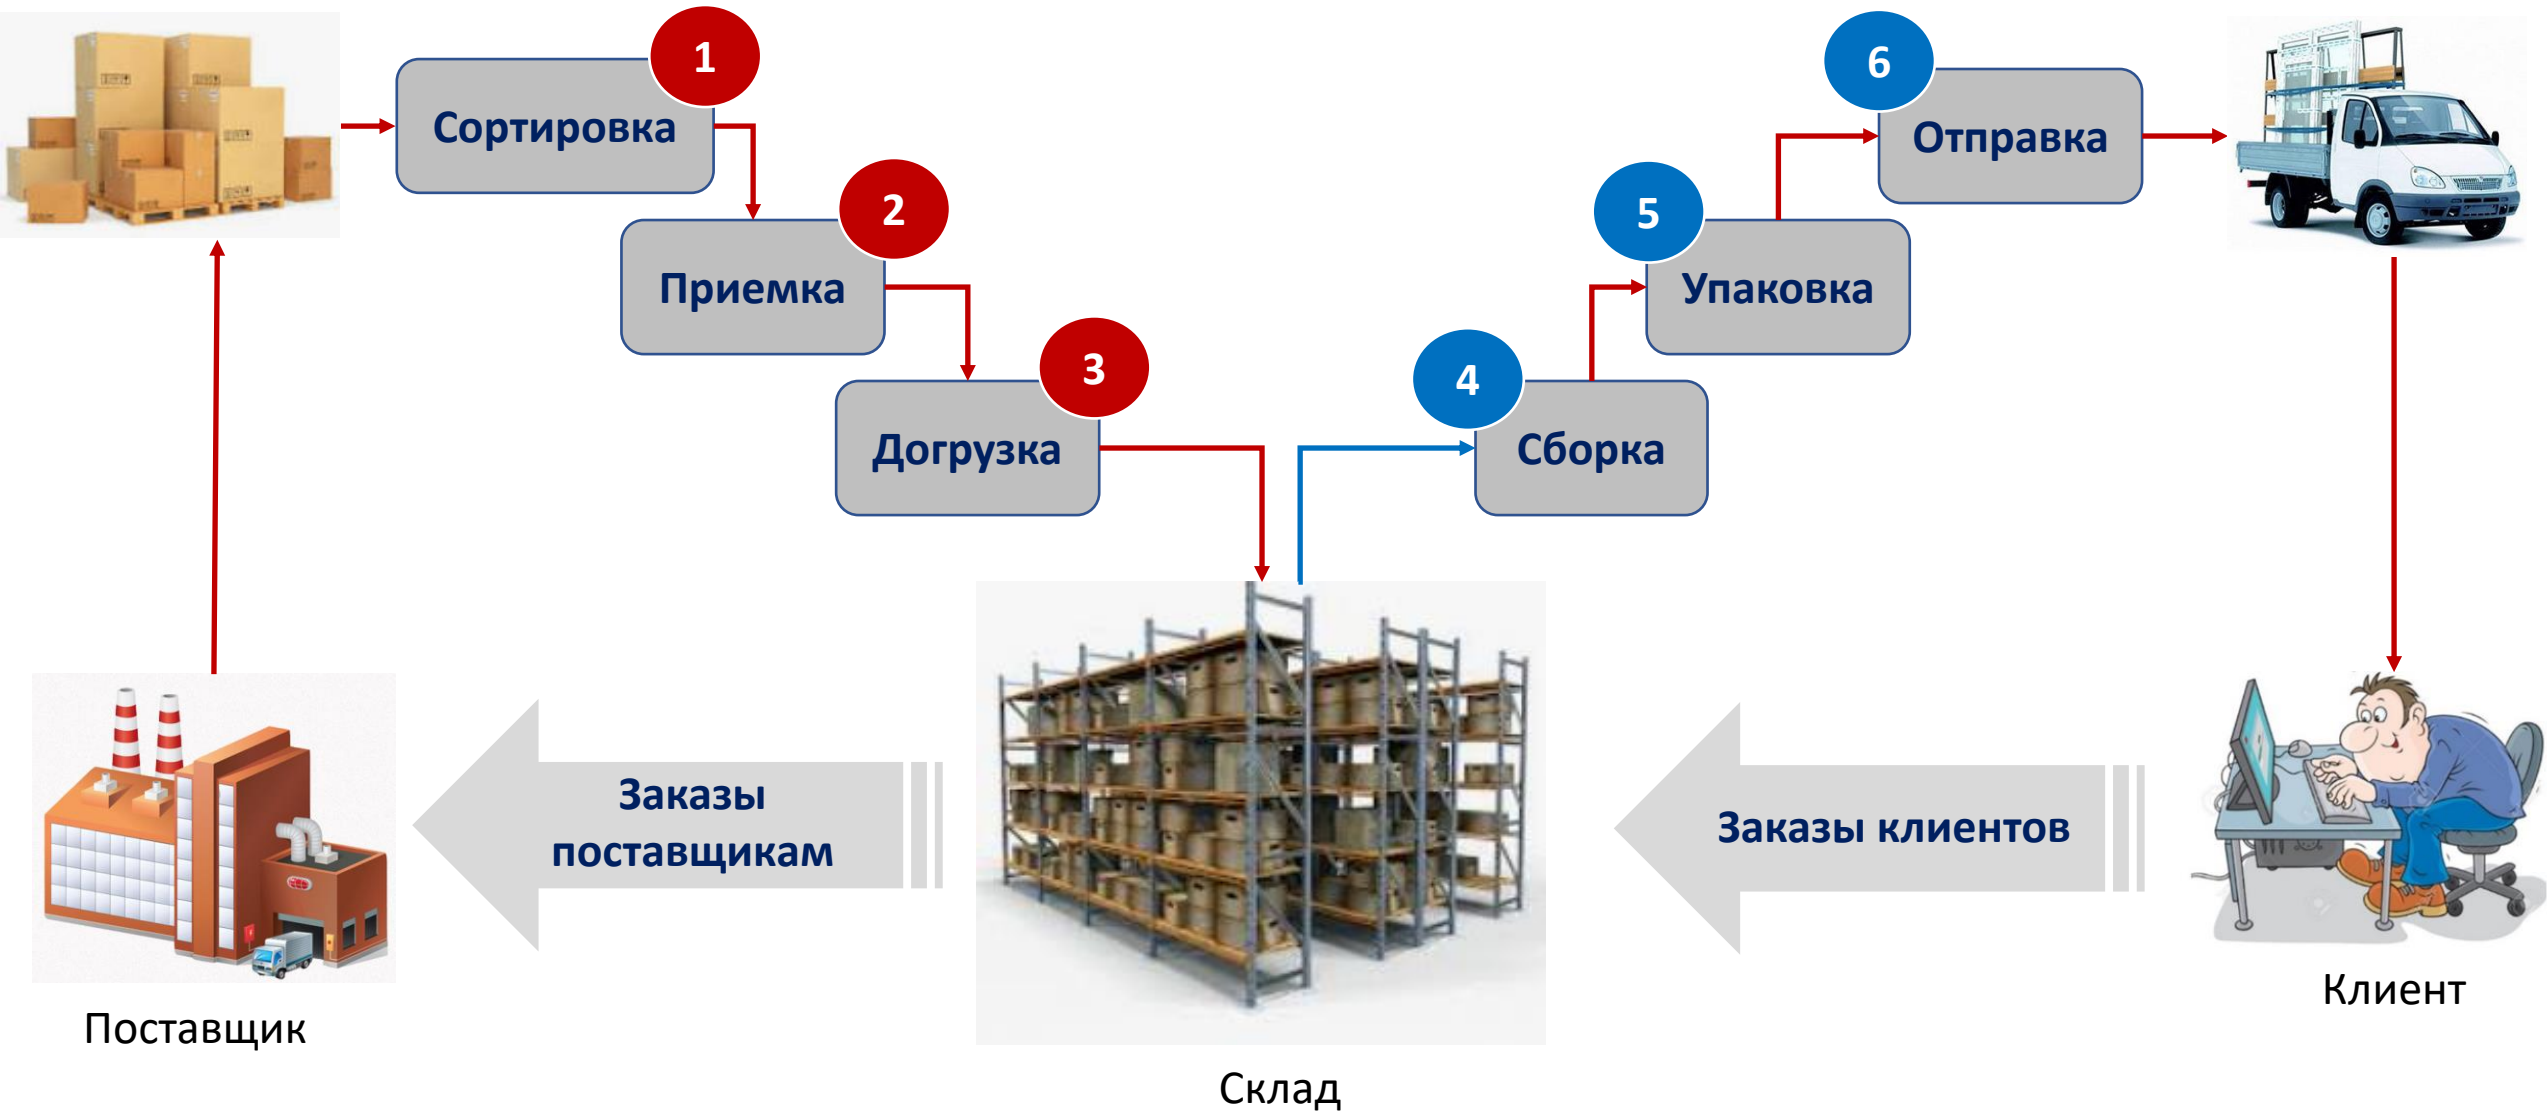 1
Сортировка
2
Приемка
3
Догрузка
4
Сборка
5
Упаковка
6
Отправка
Заказы
поставщикам
Заказы клиентов
Поставщик
Склад
Клиент